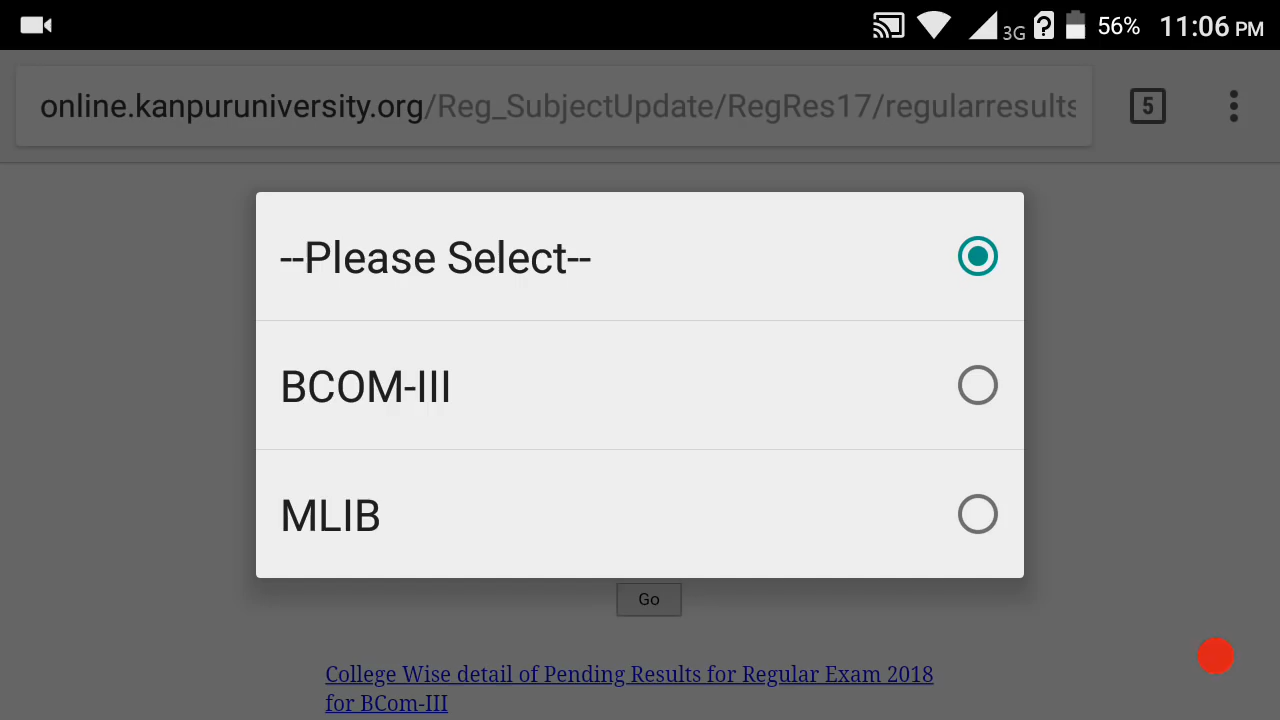 3G 56% 11:06 PM
online.kanpuruniversity.org/Reg_SubjectUpdate/RegRes17/regularresults
5
--Please Select--
BCOM-III
MLIB
Go
College Wise detail of Pending Results for Regular Exam 2018
for BCom-III